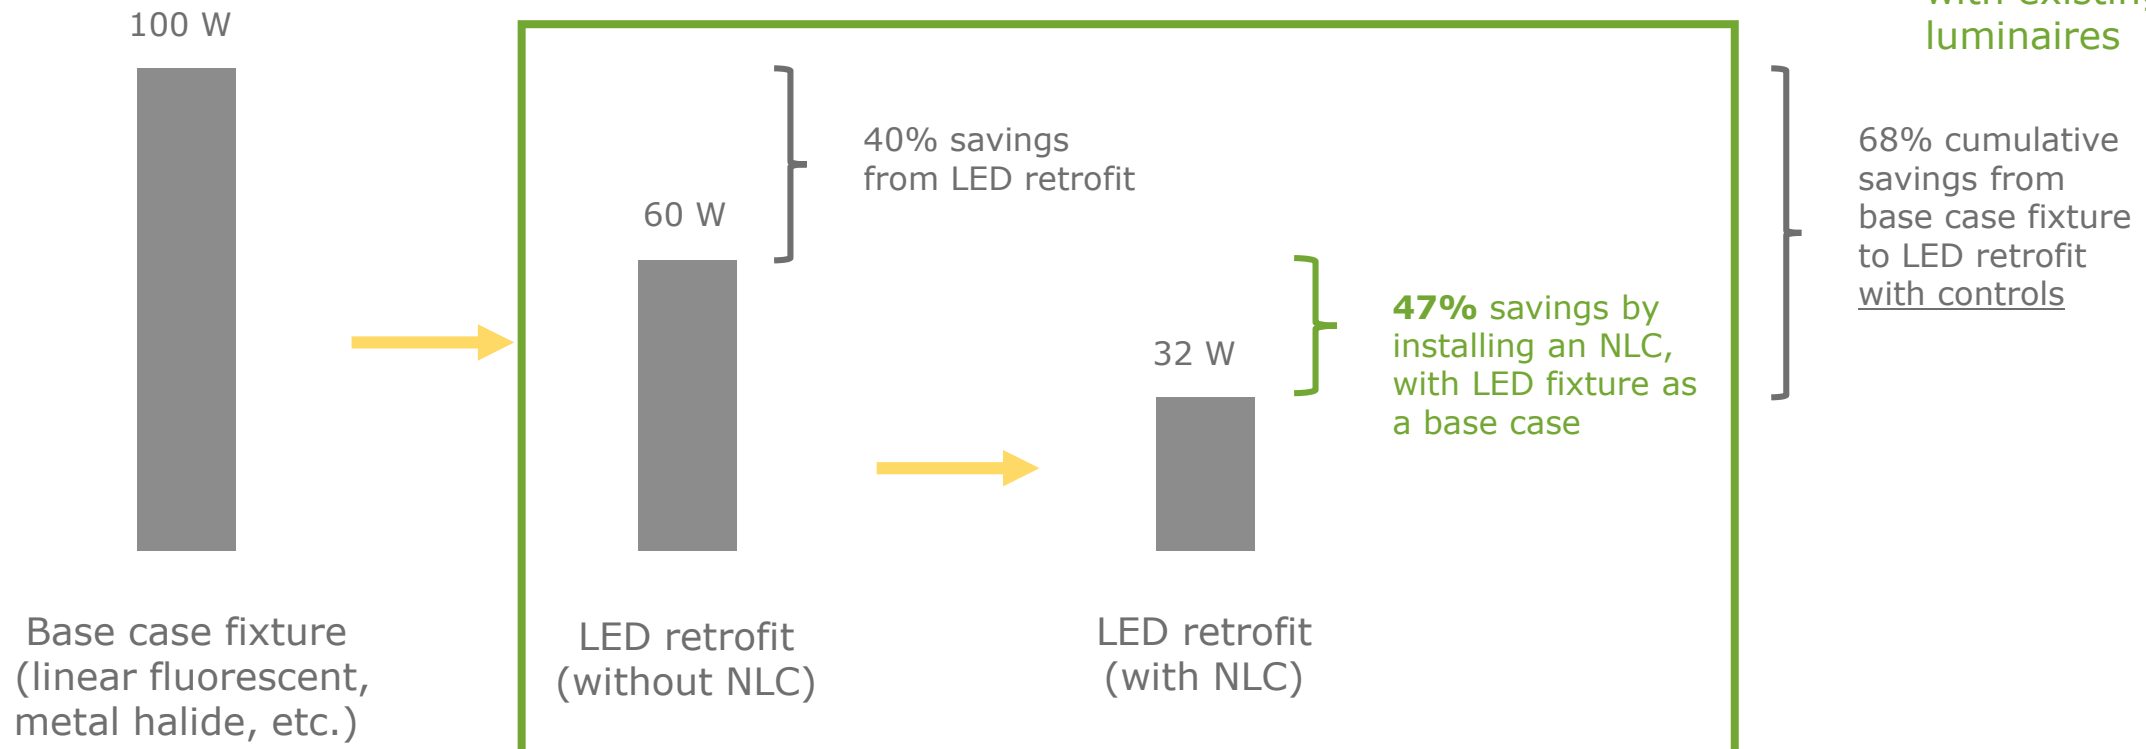 100 W
luminaires
40% savings
from LED retrofit
60 W
68% cumulative
savings from
base case fixture
to LED retrofit
with controls
47% savings by
installing an NLC,
with LED fixture as
a base case
32 W
Base case fixture
(linear fluorescent,
metal halide, etc.)
LED retrofit
(without NLC)
LED retrofit
(with NLC)